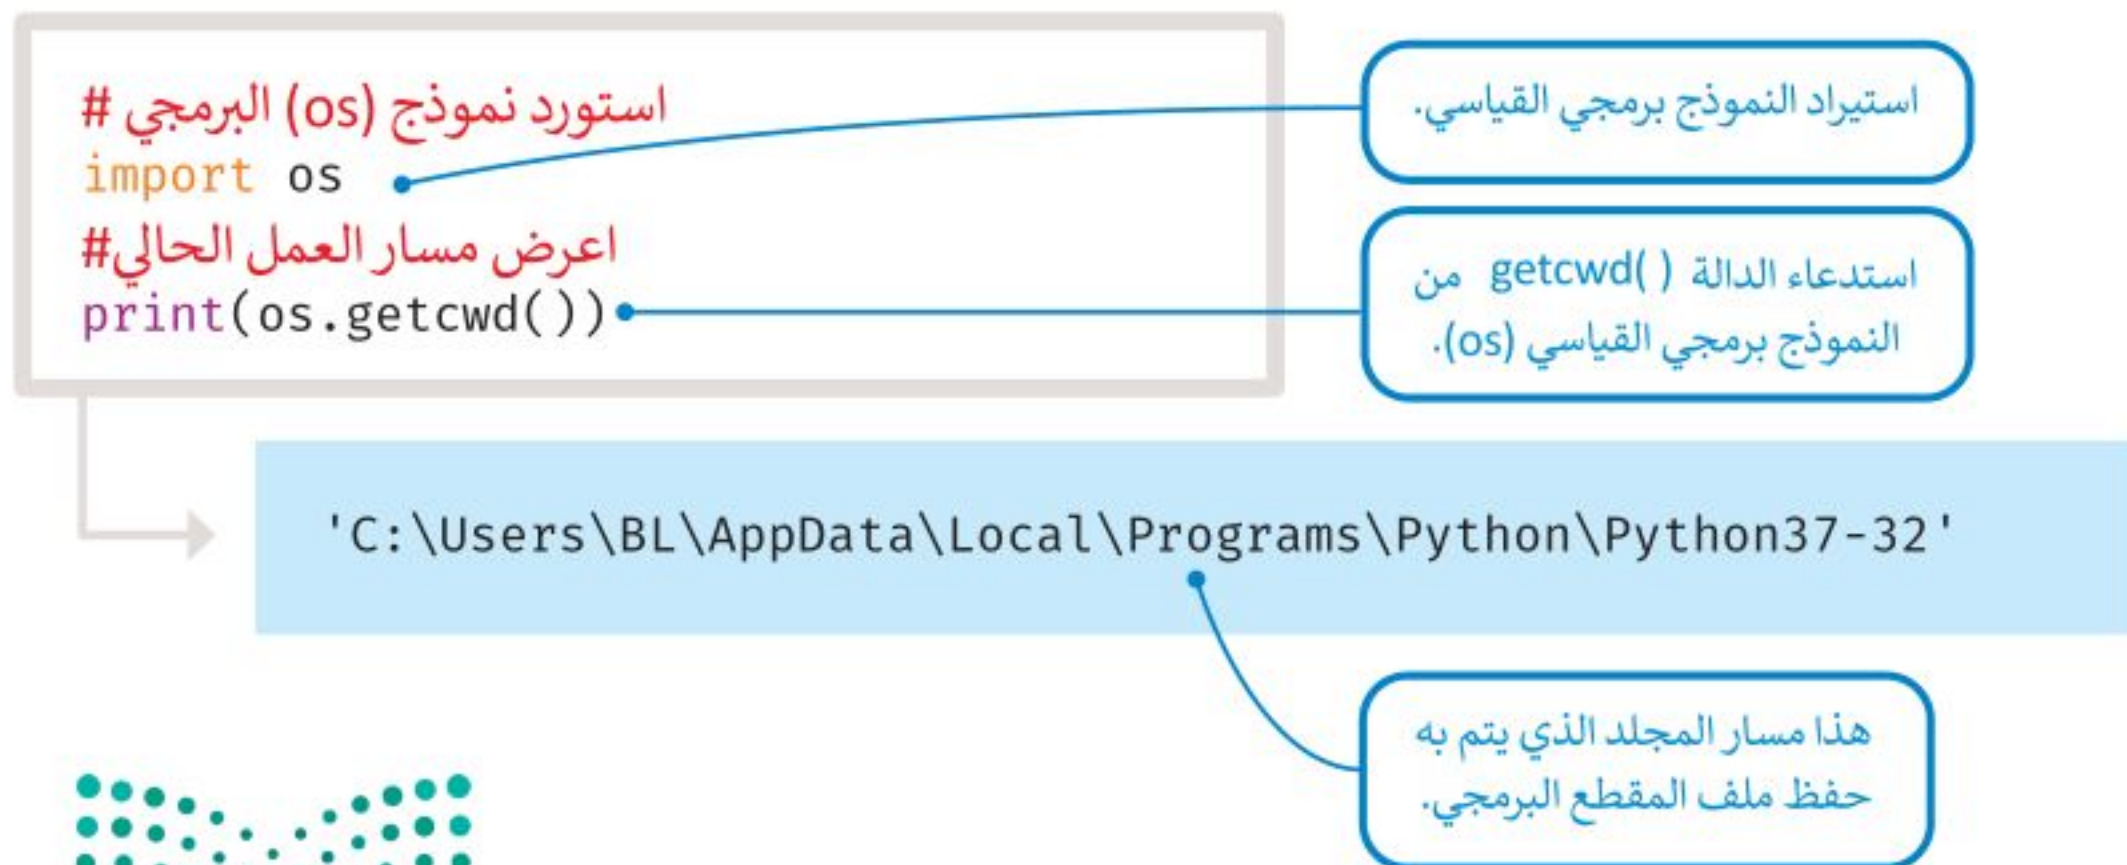 # استورد نموذج (os) البرمجي
import os
#اعرض مسار العمل الحالي
print(os.getcwd())
استيراد النموذج برمجي القياسي.
استدعاء الدالة getcwd( ) من
النموذج برمجي القياسي (os).
'C:\Users\BL\AppData\Local\Programs\Python\Python37-32'
هذا مسار المجلد الذي يتم به
حفظ ملف المقطع البرمجي.